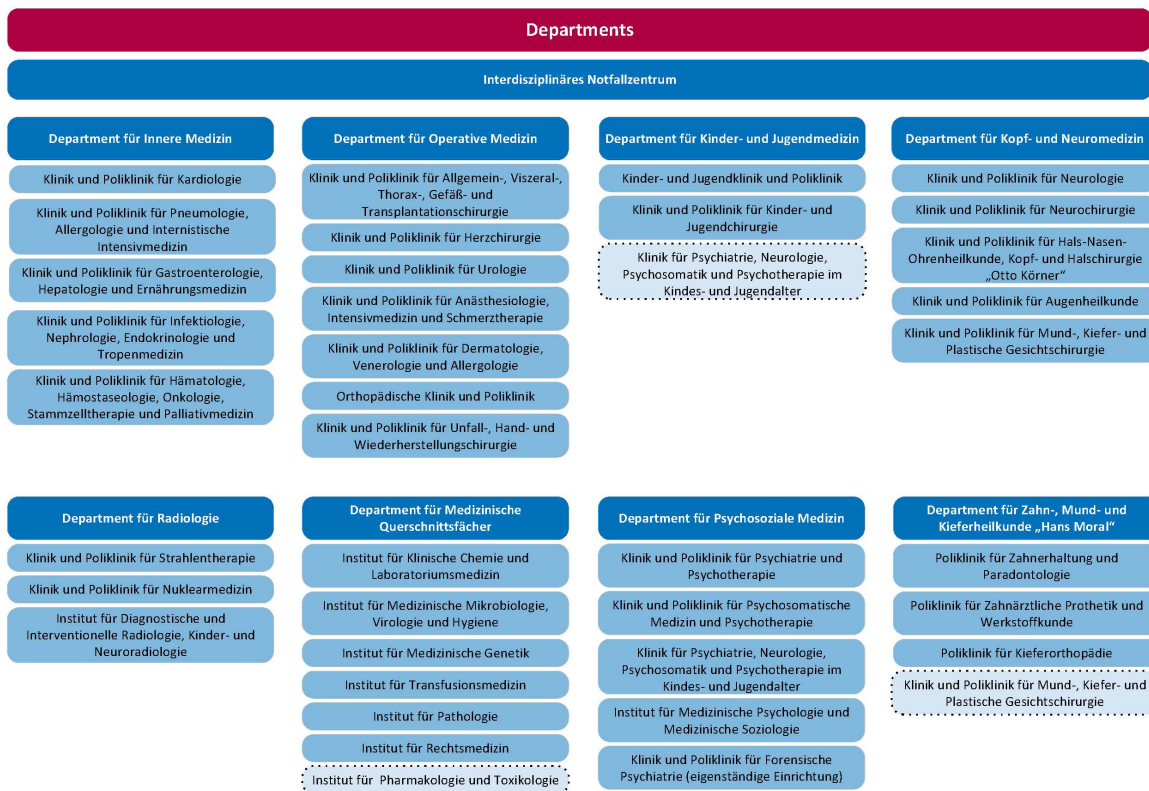 Departments
Interdisziplinäres Notfallzentrum
Department für Innere Medizin
Klinik und Poliklinik für Kardiologie
Klinik und Poliklinik für Pneumologie,
Allergologie und Internistische
Intensivmedizin
Klinik und Poliklinik für Gastroenterologie,
Hepatologie und Ernährungsmedizin
Klinik und Poliklinik für Infektiologie,
Nephrologie, Endokrinologie und
Tropenmedizin
Klinik und Poliklinik für Hämatologie,
Hämostaseologie, Onkologie,
Stammzelltherapie und Palliativmedizin
Department für Operative Medizin
Klinik und Poliklinik für Allgemein-, Viszeral-,
Thorax-, Gefäß- und
Transplantationschirurgie
Klinik und Poliklinik für Herzchirurgie
Klinik und Poliklinik für Urologie
Klinik und Poliklinik für Anästhesiologie,
Intensivmedizin und Schmerztherapie
Klinik und Poliklinik für Dermatologie,
Venerologie und Allergologie
Orthopädische Klinik und Poliklinik
Klinik und Poliklinik für Unfall-, Hand- und
Wiederherstellungschirurgie
Department für Kinder- und Jugendmedizin
Kinder- und Jugendklinik und Poliklinik
Klinik und Poliklinik für Kinder- und
Jugendchirurgie
Klinik für Psychiatrie, Neurologie,
Psychosomatik und Psychotherapie im
Kindes- und Jugendalter
Department für Kopf- und Neuromedizin
Klinik und Poliklinik für Neurologie
Klinik und Poliklinik für Neurochirurgie
Klinik und Poliklinik für Hals-Nasen-
Ohrenheilkunde, Kopf- und Halschirurgie
„Otto Körner“
Klinik und Poliklinik für Augenheilkunde
Klinik und Poliklinik für Mund-, Kiefer- und
Plastische Gesichtschirurgie
Department für Radiologie
Klinik und Poliklinik für Strahlentherapie
Klinik und Poliklinik für Nuklearmedizin
Institut für Diagnostische und
Interventionelle Radiologie, Kinder- und
Neuroradiologie
Department für Medizinische
Querschnittsfächer
Institut für Klinische Chemie und
Laboratoriumsmedizin
Institut für Medizinische Mikrobiologie,
Virologie und Hygiene
Institut für Medizinische Genetik
Institut für Transfusionsmedizin
Institut für Pathologie
Institut für Rechtsmedizin
Institut für Pharmakologie und Toxikologie
Department für Psychosoziale Medizin
Klinik und Poliklinik für Psychiatrie und
Psychotherapie
Klinik und Poliklinik für Psychosomatische
Medizin und Psychotherapie
Klinik für Psychiatrie, Neurologie,
Psychosomatik und Psychotherapie im
Kindes- und Jugendalter
Institut für Medizinische Psychologie und
Medizinische Soziologie
Klinik und Poliklinik für Forensische
Psychiatrie (eigenständige Einrichtung)
Department für Zahn-, Mund- und
Kieferheilkunde „Hans Moral“
Poliklinik für Zahnerhaltung und
Paradontologie
Poliklinik für Zahnärztliche Prothetik und
Werkstoffkunde
Poliklinik für Kieferorthopädie
Klinik und Poliklinik für Mund-, Kiefer- und
Plastische Gesichtschirurgie